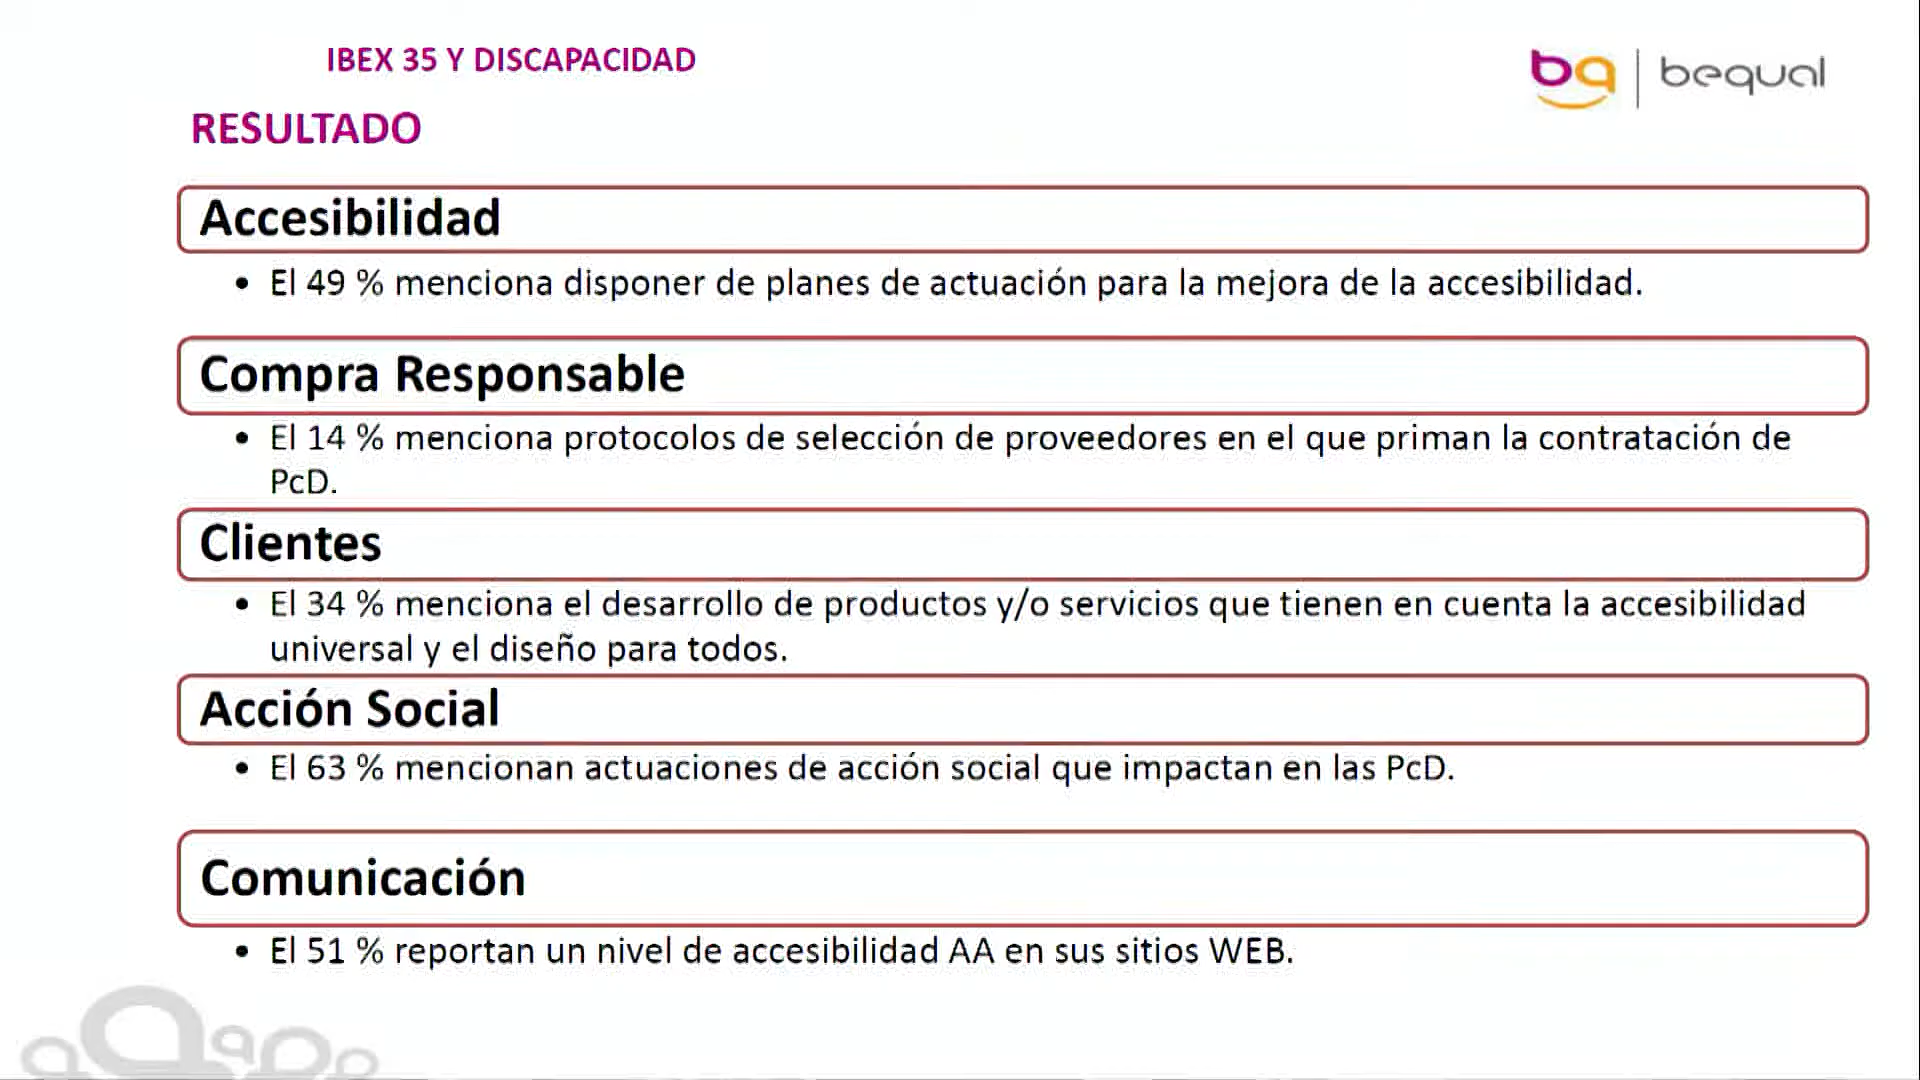 IBEX 35 Y DISCAPACIDAD
bq | bequal
RESULTADO
Accesibilidad
• El 49 % menciona disponer de planes de actuación para la mejora de la accesibilidad.
Compra Responsable
• El 14 % menciona protocolos de selección de proveedores en el que priman la contratación de
PcD.
Clientes
• El 34 % menciona el desarrollo de productos y/o servicios que tienen en cuenta la accesibilidad
universal y el diseño para todos.
Acción Social
• El 63 % mencionan actuaciones de acción social que impactan en las PcD.
Comunicación
• El 51 % reportan un nivel de accesibilidad AA en sus sitios WEB.